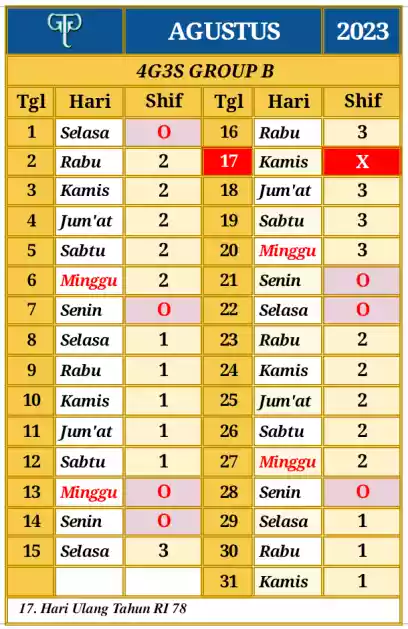 AGUSTUS 2023
4G3S GROUP B
Tgl Hari Shif Tgl Hari Shif
1 Selasa O 16 Rabu 3
2 Rabu 2 17 Kamis X
3 Kamis 2 18 Jum'at 3
4 Jum'at 2 19 Sabtu 3
5 Sabtu 2 20 Minggu 3
6 Minggu 2 21 Senin O
7 Senin O 22 Selasa O
8 Selasa 1 23 Rabu 2
9 Rabu 1 24 Kamis 2
10 Kamis 1 25 Jum'at 2
11 Jum'at 1 26 Sabtu 2
12 Sabtu 1 27 Minggu 2
13 Minggu O 28 Senin O
14 Senin O 29 Selasa 1
15 Selasa 3 30 Rabu 1
31 Kamis 1
17. Hari Ulang Tahun RI 78